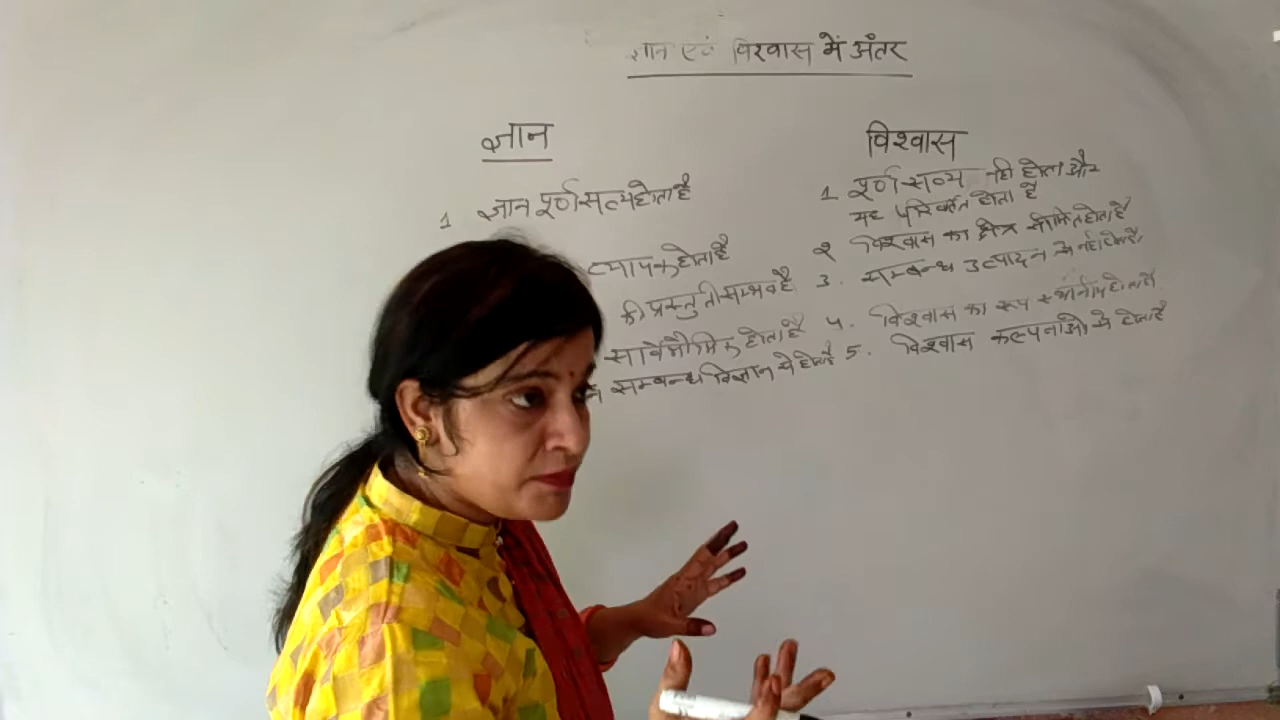 ज्ञान एवं विश्वास में अंतर
ज्ञान
1 ज्ञान पूर्ण सत्य होता है
व्यापक होता है
की प्रस्तुती सम्भव है
सार्वभौमिक होता है
सम्बन्ध विज्ञान से होता है
विश्वास
1 पूर्ण सत्य नही होता और
यह परिवर्तित होता है
2 विश्वास का क्षेत्र सीमित होता है
3. सम्बन्ध उत्पादन से नही होता है
4. विश्वास का रूप स्थानीय होता है
5. विश्वास कल्पनाओ से होता है